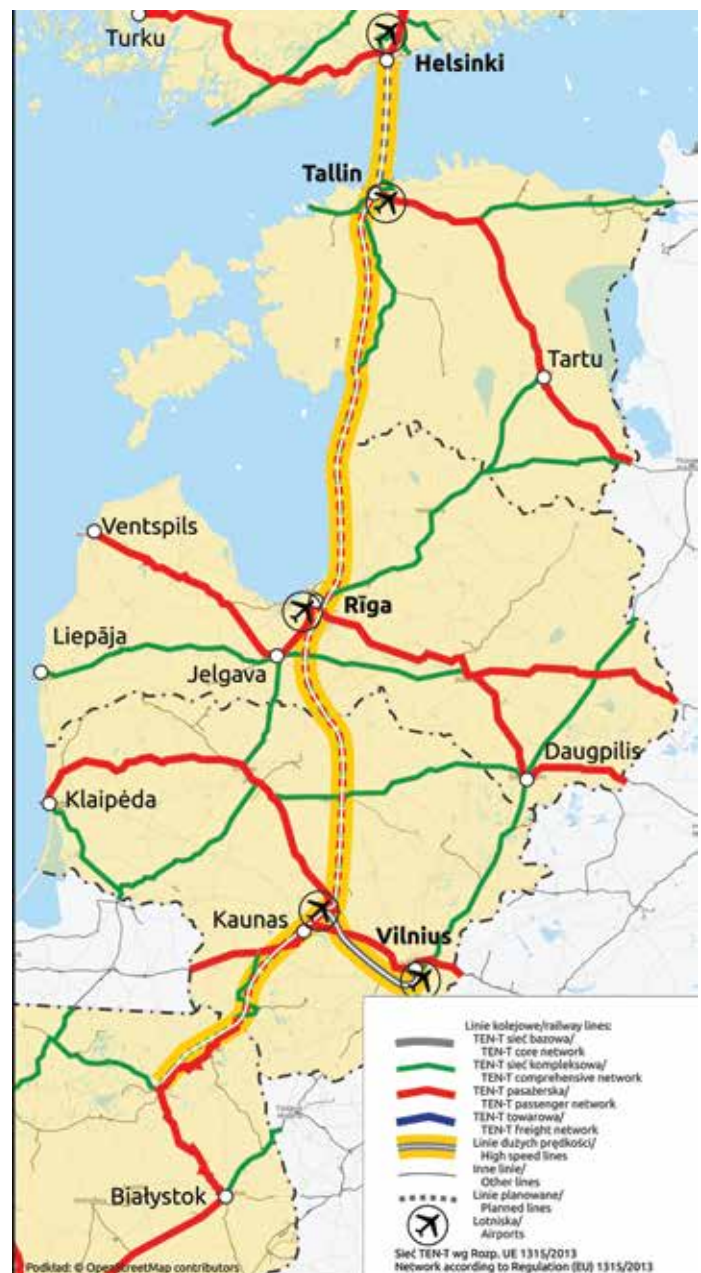 Turku
Helsinki
Tallin
Tartu
Ventspils
Rīga
Liepāja
Jelgava
Daugpilis
Klaipėda
Kaunas
Vilnius
Białystok
Linie kolejowe/railway lines:
TEN-T sieć bazowa/
TEN-T core network
TEN-T sieć kompleksowa/
TEN-T comprehensive network
TEN-T pasażerska/
TEN-T passenger network
TEN-T towarowa/
TEN-T freight network
Linie dużych prędkości/
High speed lines
Inne linie/
Other lines
Linie planowane/
Planned lines
Lotniska/
Airports
Sieć TEN-T wg Rozp. UE 1315/2013
Network according to Regulation (EU) 1315/2013
Podkład: © OpenStreetMap contributors